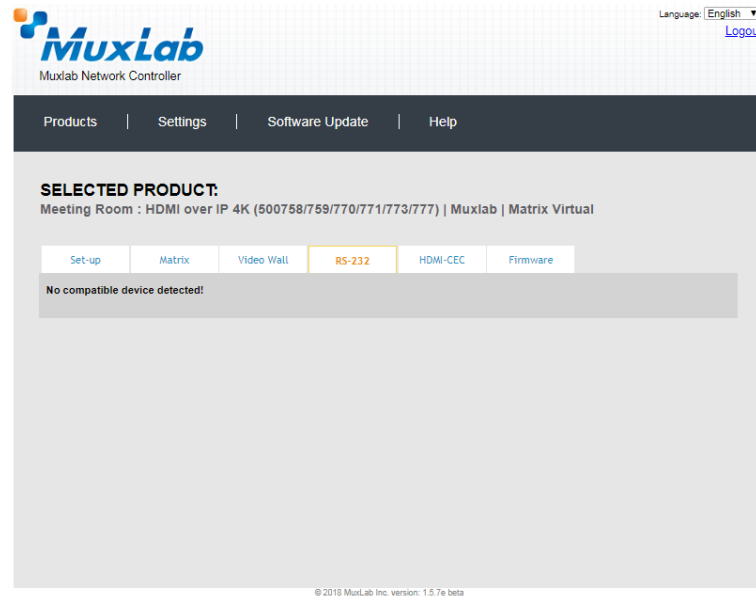 Language: English
MuxLab
Logou
Muxlab Network Controller
Products | Settings | Software Update | Help
SELECTED PRODUCT:
Meeting Room : HDMI over IP 4K (500758/759/770/771/773/777) | Muxlab | Matrix Virtual
Set-up Matrix Video Wall RS-232 HDMI-CEC Firmware
No compatible device detected!
© 2018 MuxLab Inc. version: 1.5.7e beta